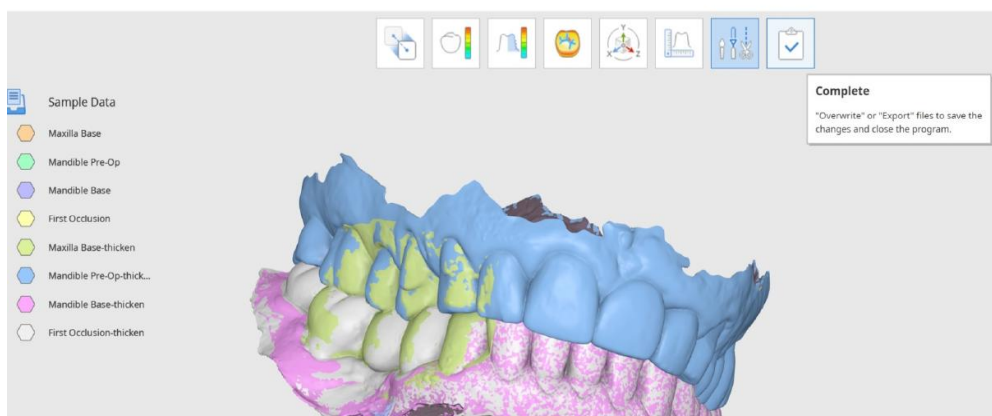 Complete
"Overwrite" or "Export" files to save the
changes and close the program.
Sample Data
Maxilla Base
Mandible Pre-Op
Mandible Base
First Occlusion
Maxilla Base-thicken
Mandible Pre-Op-thick...
Mandible Base-thicken
First Occlusion-thicken